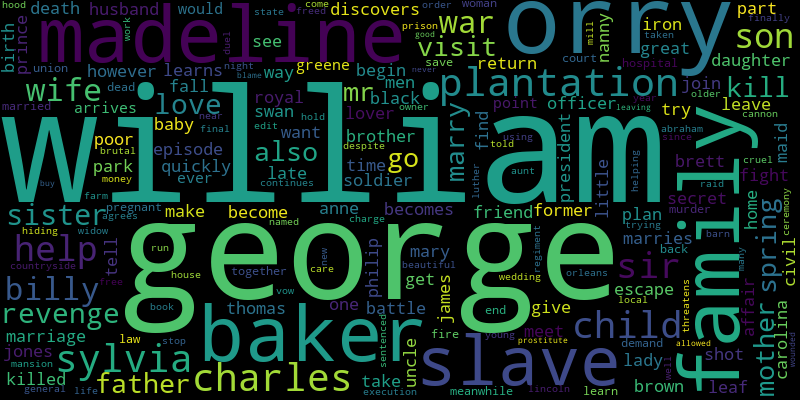 hood death husband would state freed come order woman
birth prince work madeline discovers prison good duel mill taken war orry nanny iron part son
union however learns way greene save visit return great court hospital daughter
married arrives dead night fall see blame never owner begin men join kill
wife love mr plantation
near final royal swan lover black point officer try leave year older leaving
william
brutal poor baby edit hold want despite brother marry find using president told abraham since cannon maid
park episode also go time soldier little helping brett cruel fight
buy money farm quickly ever late continues luther aunt trying secret raid murder
sister pregnant agrees make become anne charge becomes friend former plan home family
hiding widow george named philip mary regiment marries barn ceremony civil spring
help tell run care new beautiful wedding orleans sir back many
countryside free house together get james end escape affair
billy book thomas one battle give local threatens mother carolina
revenge vow baker fire young meet child demand shot
marriage law stop uncle sentenced prostitute lady allowed wounded
jones mansion sylvia killed father charles take slave brown leaf well
general life execution meanwhile lincoln learn